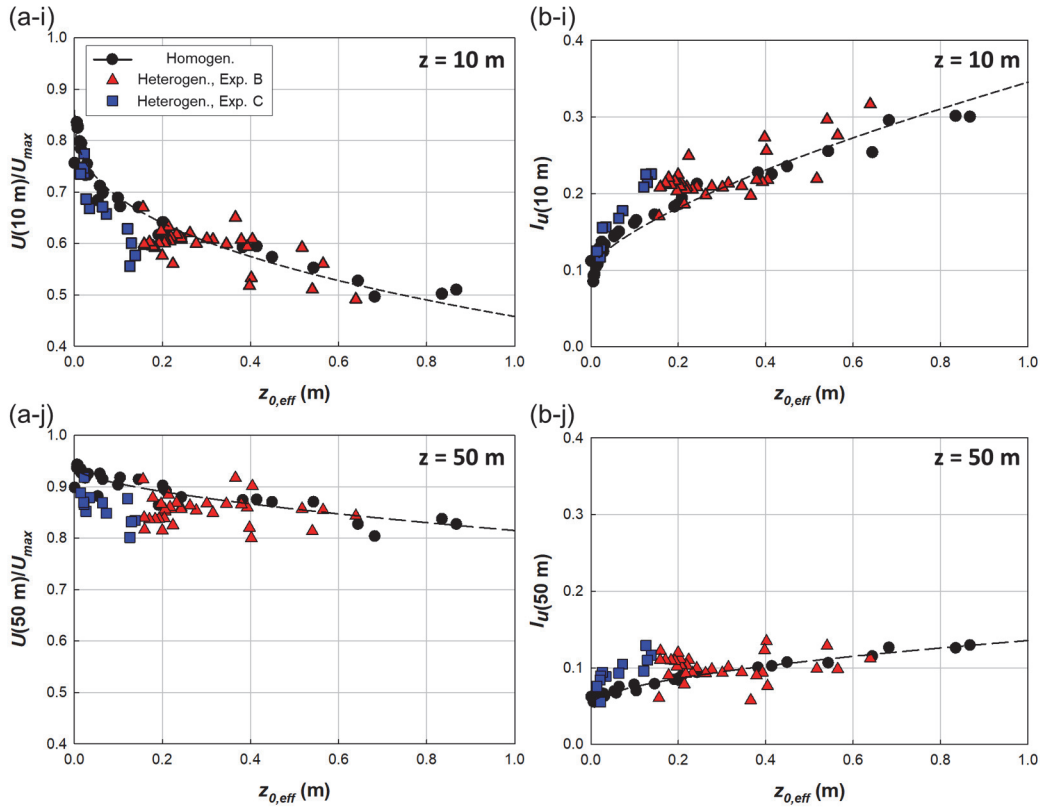 (a-i)
z = 10 m
Homogen.
Heterogen., Exp. B
Heterogen., Exp. C
U(10 m)/Umax
1.0
0.9
0.8
0.7
0.6
0.5
0.4
0.0 0.2 0.4 0.6 0.8 1.0
z0,eff (m)
(b-i)
z = 10 m
Iu(10 m)
0.4
0.3
0.2
0.1
0.0
0.0 0.2 0.4 0.6 0.8 1.0
z0,eff (m)
(a-j)
z = 50 m
U(50 m)/Umax
1.0
0.9
0.8
0.7
0.6
0.5
0.4
0.0 0.2 0.4 0.6 0.8 1.0
z0,eff (m)
(b-j)
z = 50 m
Iu(50 m)
0.4
0.3
0.2
0.1
0.0
0.0 0.2 0.4 0.6 0.8 1.0
z0,eff (m)